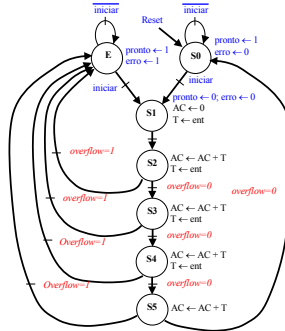 iniciar
iniciar
Reset
E
pronto ← 1
erro ← 1
S0
pronto ← 1
erro ← 0
iniciar
iniciar
pronto ← 0; erro ← 0
S1
AC ← 0
T ← ent
overflow=1
S2
AC ← AC + T
T ← ent
overflow=1
overflow=0
overflow=0
S3
AC ← AC + T
T ← ent
Overflow=1
overflow=0
S4
AC ← AC + T
T ← ent
Overflow=1
overflow=0
S5
AC ← AC + T